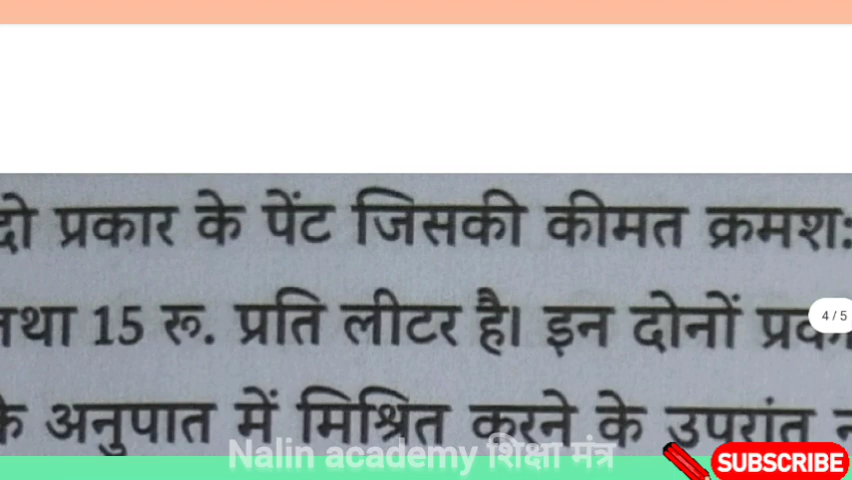 दो प्रकार के पेंट जिसकी कीमत क्रमश:
तथा 15 रू. प्रति लीटर है। इन दोनों
4 / 5
के अनुपात में मिश्रित करने के उपरांत
Nalin academy शिक्षा मंत्र
SUBSCRIBE